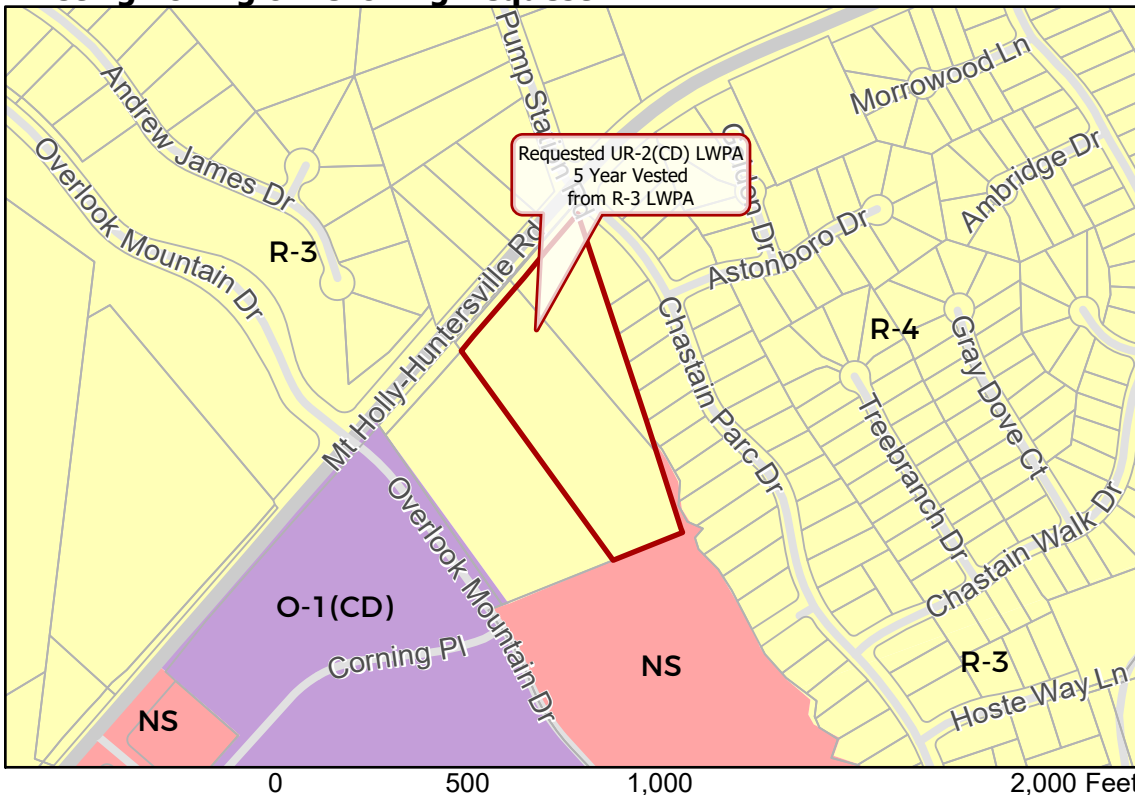 Pump Station Rd
Morrowood Ln
Andrew James Dr
Overlook Mountain Dr
Requested UR-2(CD) LWPA
5 Year Vested
from R-3 LWPA
Ambridge Dr
Astonboro Dr
R-3
Mt Holly-Huntersville Rd
Chastain Parc Dr
R-4
Gray Dove Ct
Treebranch Dr
Overlook Mountain Dr
Chastain Walk Dr
O-1(CD)
Corning Pl
NS
R-3
Hoste Way Ln
NS
0 500 1,000 2,000 Feet